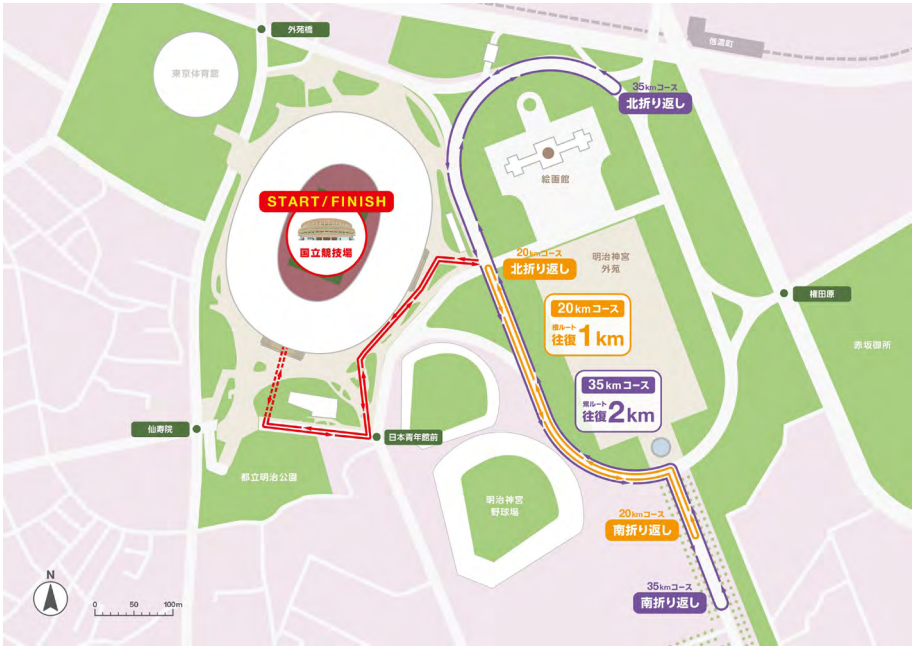 外苑橋
信濃町
東京体育館
35kmコース
北折り返し
絵画館
START/FINISH
国立競技場
20kmコース
北折り返し
明治神宮
外苑
権田原
20kmコース
橙ルート
往復1km
赤坂御所
35kmコース
紫ルート
往復2km
仙寿院
日本青年館前
都立明治公園
明治神宮
野球場
20kmコース
南折り返し
35kmコース
南折り返し
N
0 50 100m